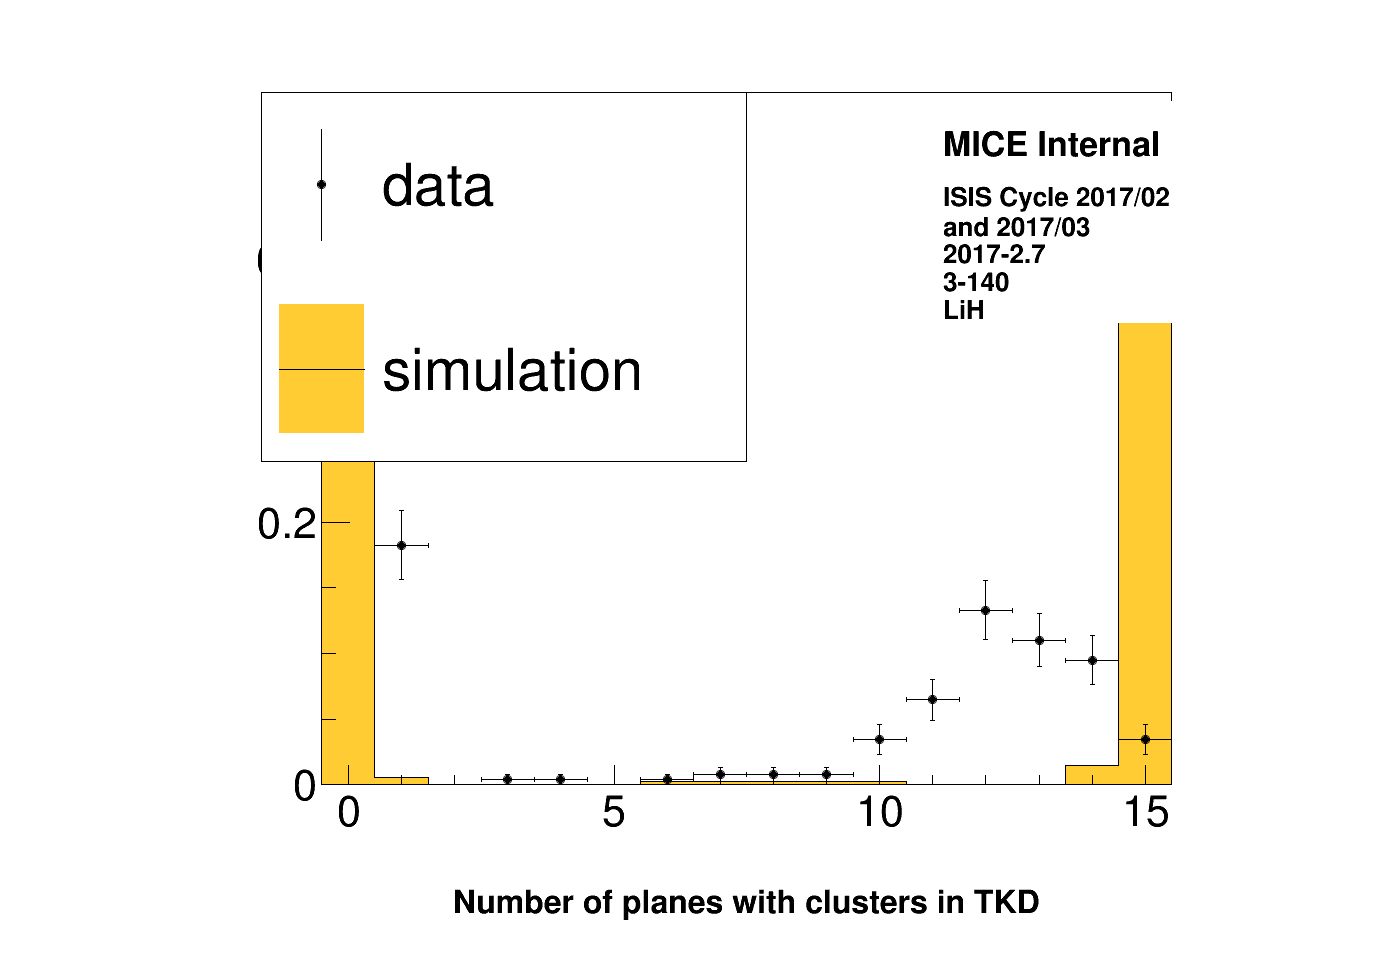 data
simulation
MICE Internal
ISIS Cycle 2017/02
and 2017/03
2017-2.7
3-140
LiH
0.2
0
0 5 10 15
Number of planes with clusters in TKD